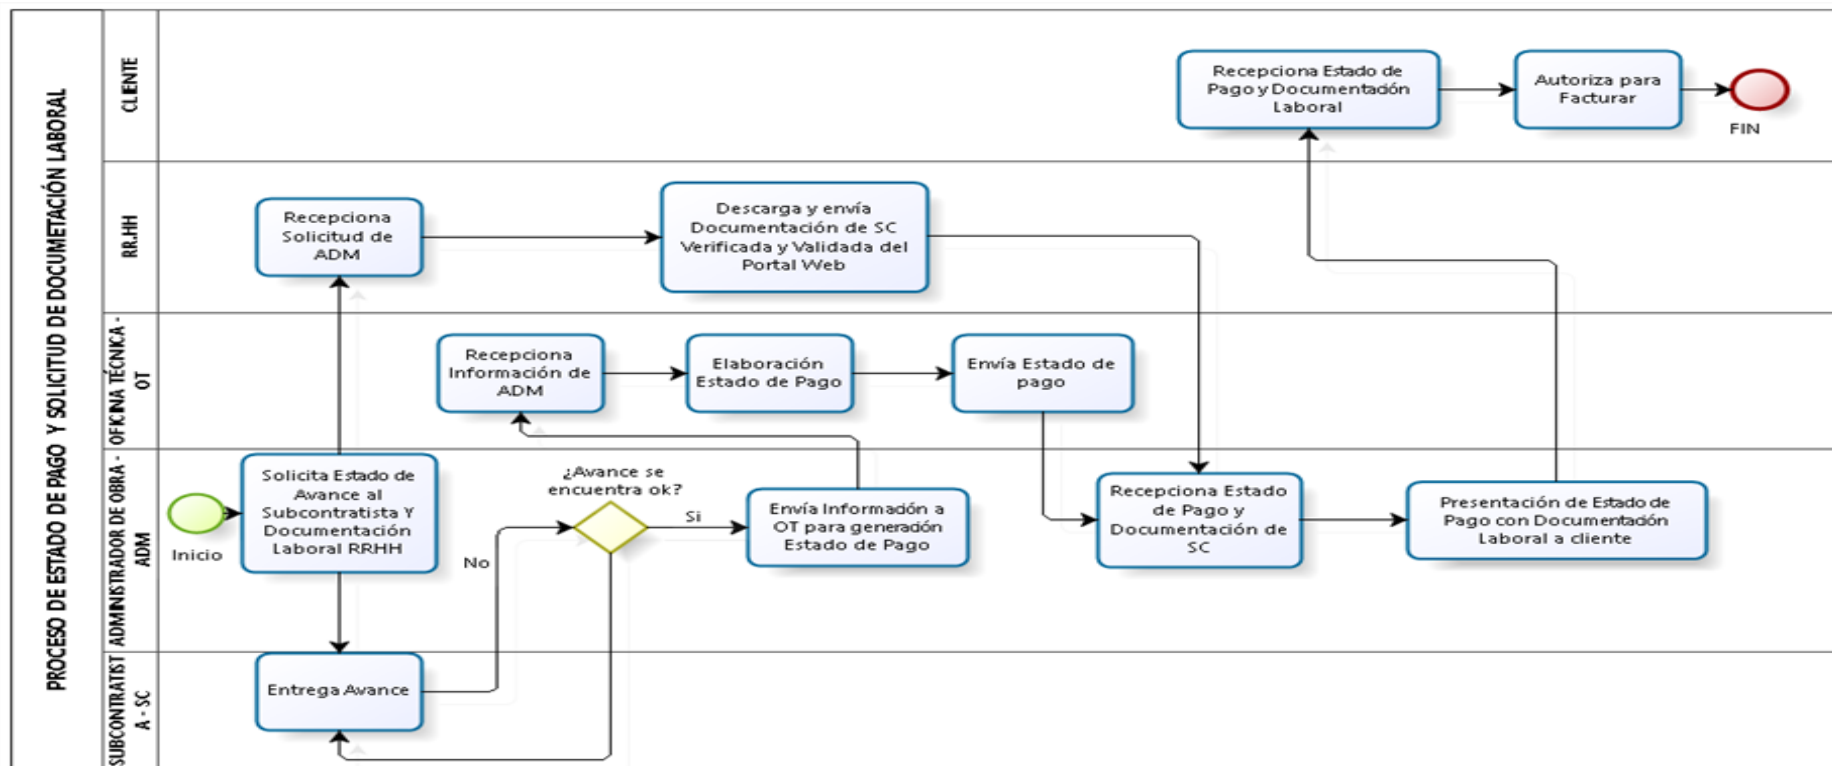 PROCESO DE ESTADO DE PAGO Y SOLICITUD DE DOCUMETACIÓN LABORAL
CLIENTE
Recepciona Estado de
Pago y Documentación
Laboral
Autoriza para
Facturar
FIN
RR.HH
Recepciona
Solicitud de
ADM
Descarga y envía
Documentación de SC
Verificada y Validada del
Portal Web
OFICINA TÉCNICA -
OT
Recepciona
Información de
ADM
Elaboración
Estado de Pago
Envía Estado de
pago
ADMINISTRADOR DE OBRA -
ADM
Inicio
Solicita Estado de
Avance al
Subcontratista Y
Documentación
Laboral RRHH
¿Avance se
encuentra ok?
No
Si
Envía Información a
OT para generación
Estado de Pago
Recepciona Estado
de Pago y
Documentación de
SC
Presentación de Estado de
Pago con Documentación
Laboral a cliente
SUBCONTRATIST
A - SC
Entrega Avance